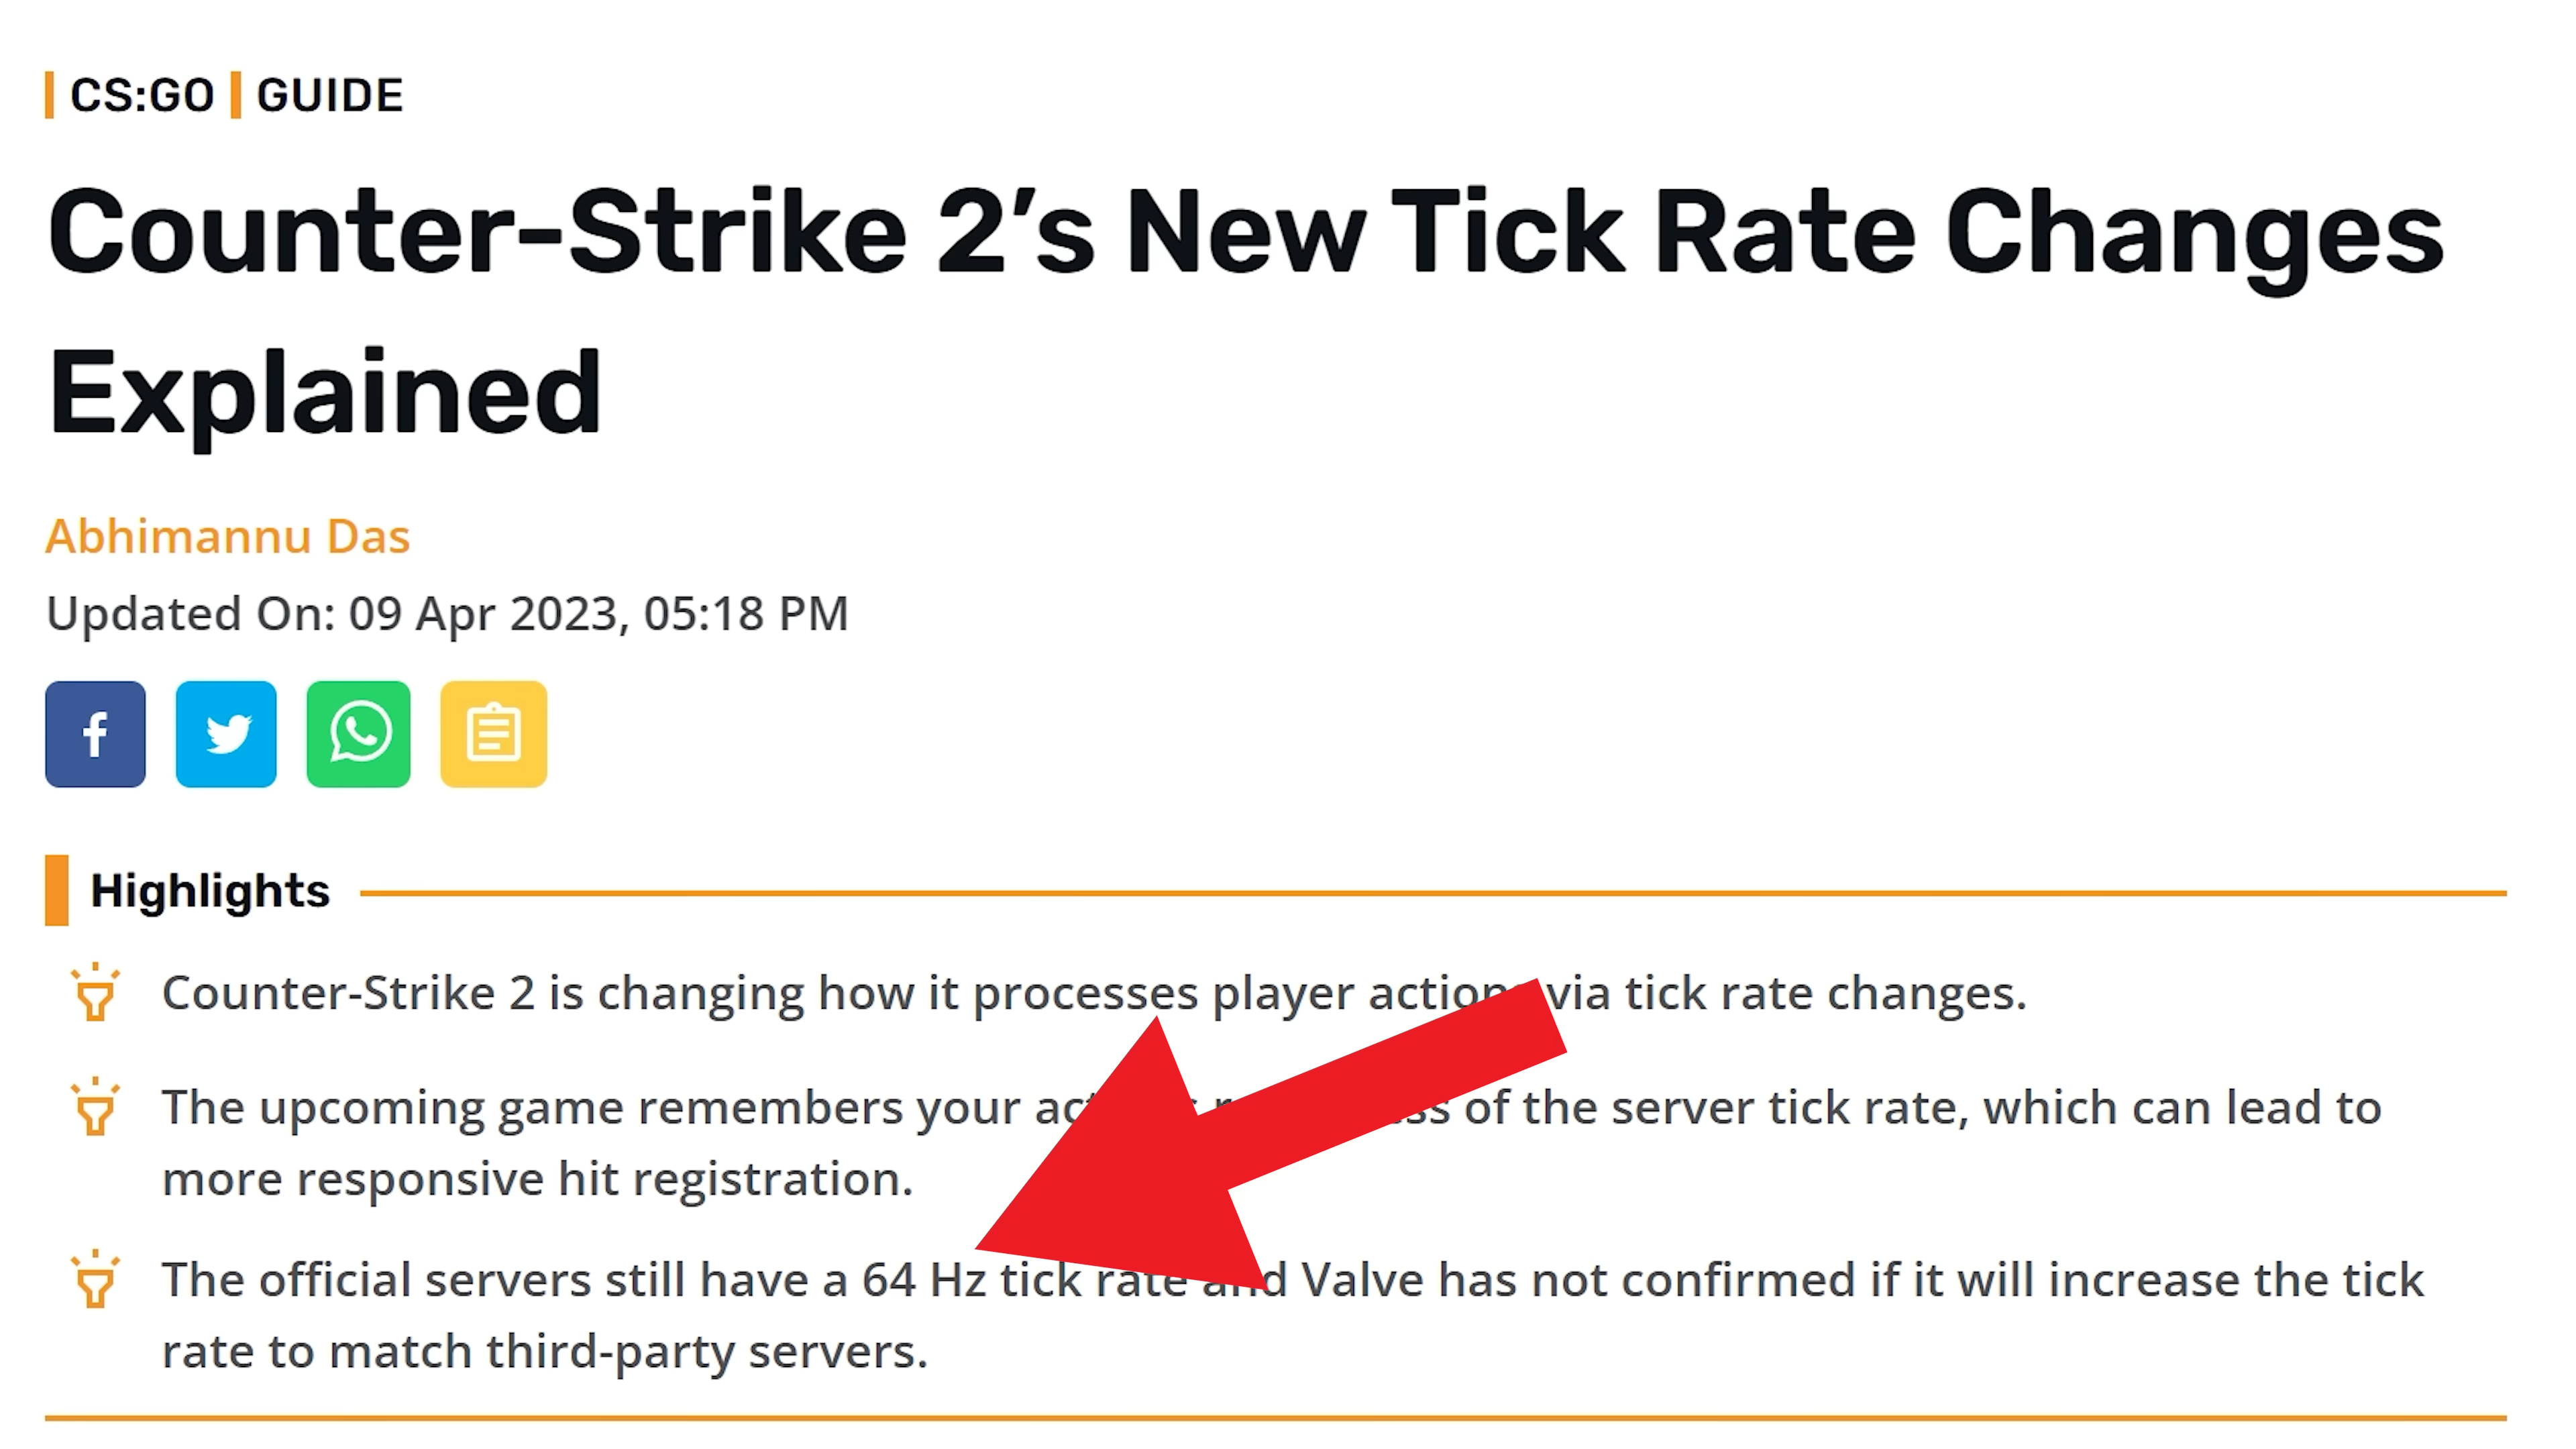 CS:GO GUIDE
Counter-Strike 2’s New Tick Rate Changes
Explained
Abhimannu Das
Updated On: 09 Apr 2023, 05:18 PM
Highlights
Counter-Strike 2 is changing how it processes player actions via tick rate changes.
The upcoming game remembers your of the server tick rate, which can lead to
more responsive hit registration.
The official servers still have a 64 Hz tick rate and Valve has not confirmed if it will increase the tick
rate to match third-party servers.